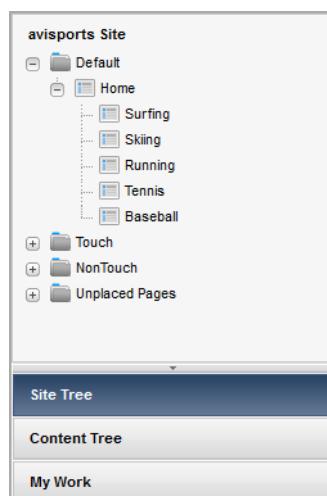 avisports Site
Default
Home
Surfing
Skiing
Running
Tennis
Baseball
Touch
NonTouch
Unplaced Pages
Site Tree
Content Tree
My Work